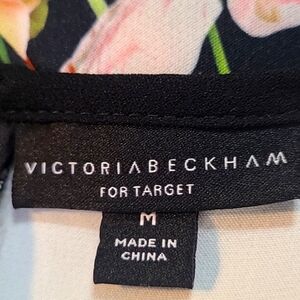 VICTORIA BECKHAM
FOR TARGET
M
MADE IN
CHINA